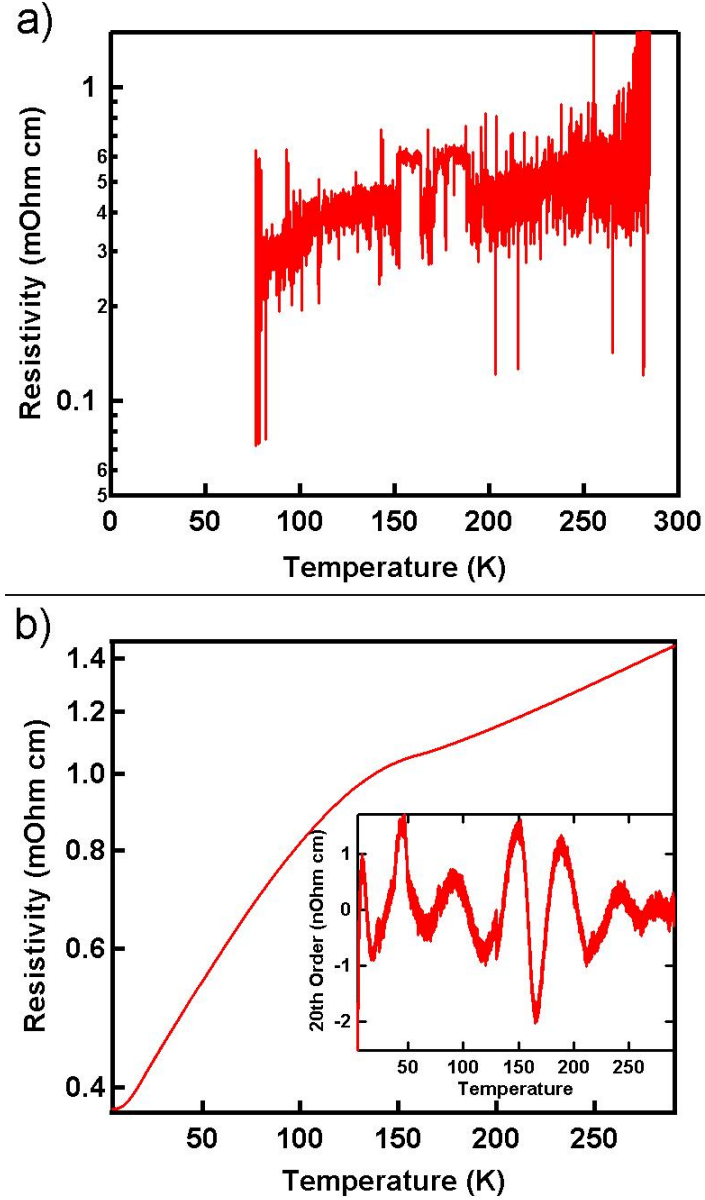 a)
Resistivity (mOhm cm)
1
6
5
4
3
2
0.1
6
5
0 50 100 150 200 250 300
Temperature (K)
b)
Resistivity (mOhm cm)
1.4
1.2
1.0
0.8
0.6
0.4
20th Order (nOhm cm)
1
0
-1
-2
50 100 150 200 250
Temperature
50 100 150 200 250
Temperature (K)